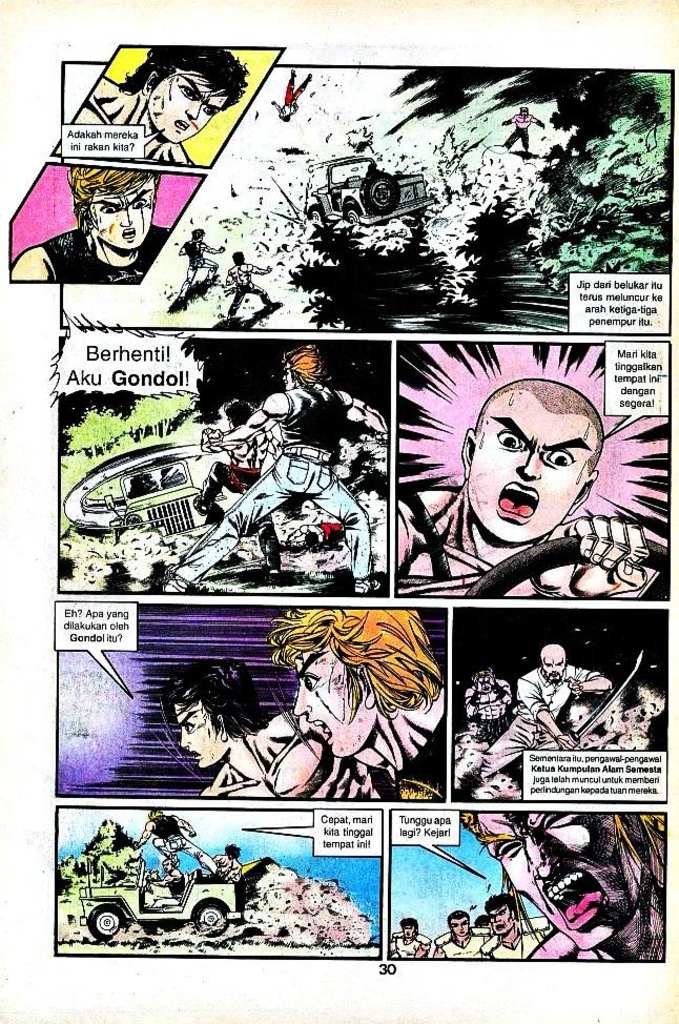 Adakah mereka
ini rakan kita?
Jip dari belukar itu
terus meluncur ke
arah ketiga-tiga
penempur itu.
Berhenti!
Aku Gondol!
Mari kita
tinggalkan
tempat ini
dengan
segera!
Eh? Apa yang
dilakukan oleh
Gondol itu?
Sementara itu, pengawal-pengawal
Ketua Kumpulan Alam Semesta
juga telah muncul untuk memberi
perlindungan kepada tuan mereka.
Cepat, mari
kita tinggal
tempat ini!
Tunggu apa
lagi? Kejar!
30